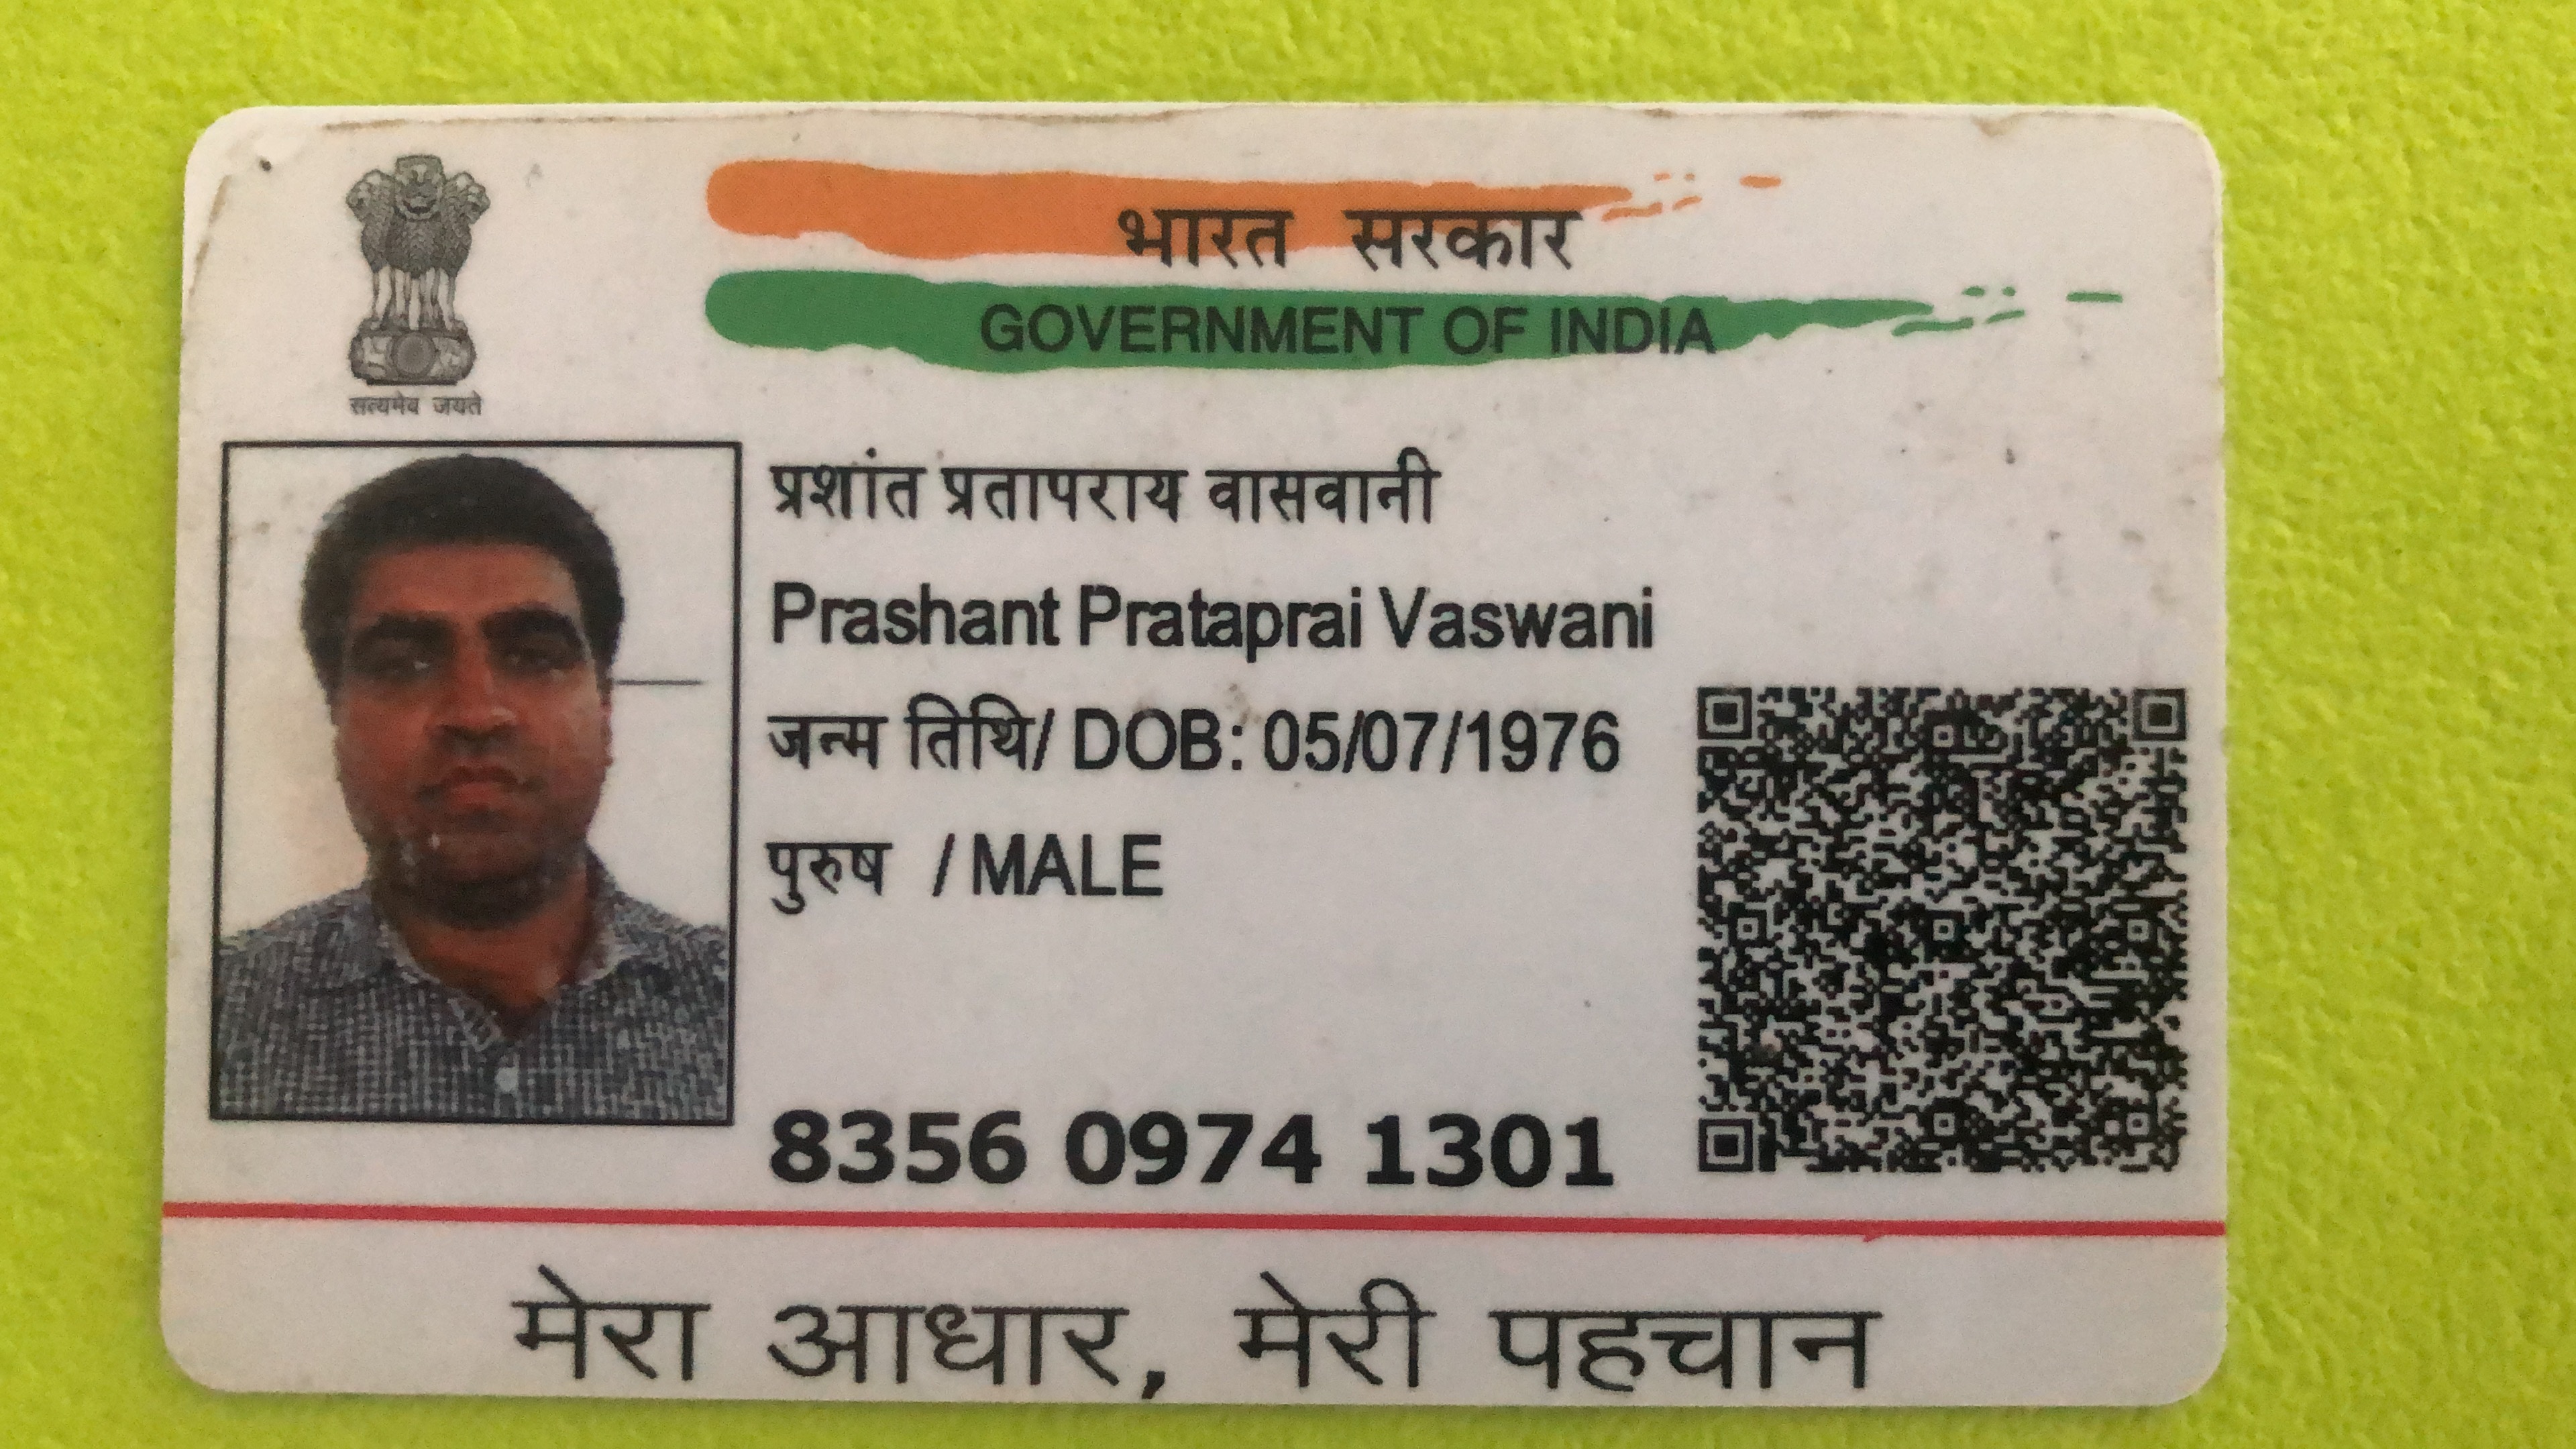 भारत सरकार
GOVERNMENT OF INDIA
सत्यमेव जयते
प्रशांत प्रतापराय वासवानी
Prashant Prataprai Vaswani
जन्म तिथि/ DOB: 05/07/1976
पुरुष / MALE
8356 0974 1301
मेरा आधार, मेरी पहचान